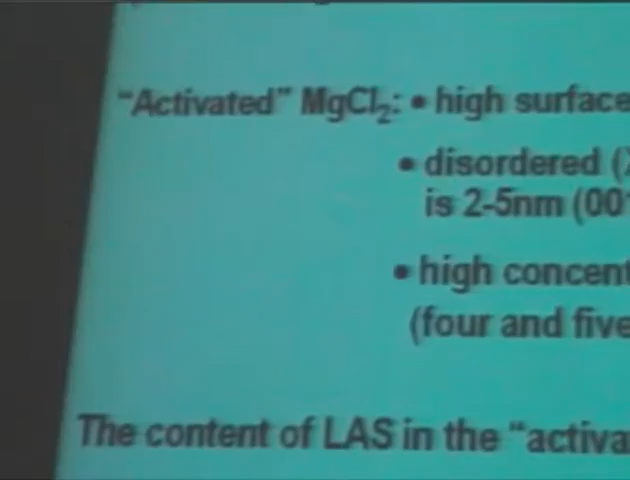 “Activated” MgCl₂: • high surface
• disordered (
is 2-5nm (00
• high concent
(four and five
The content of LAS in the “activa